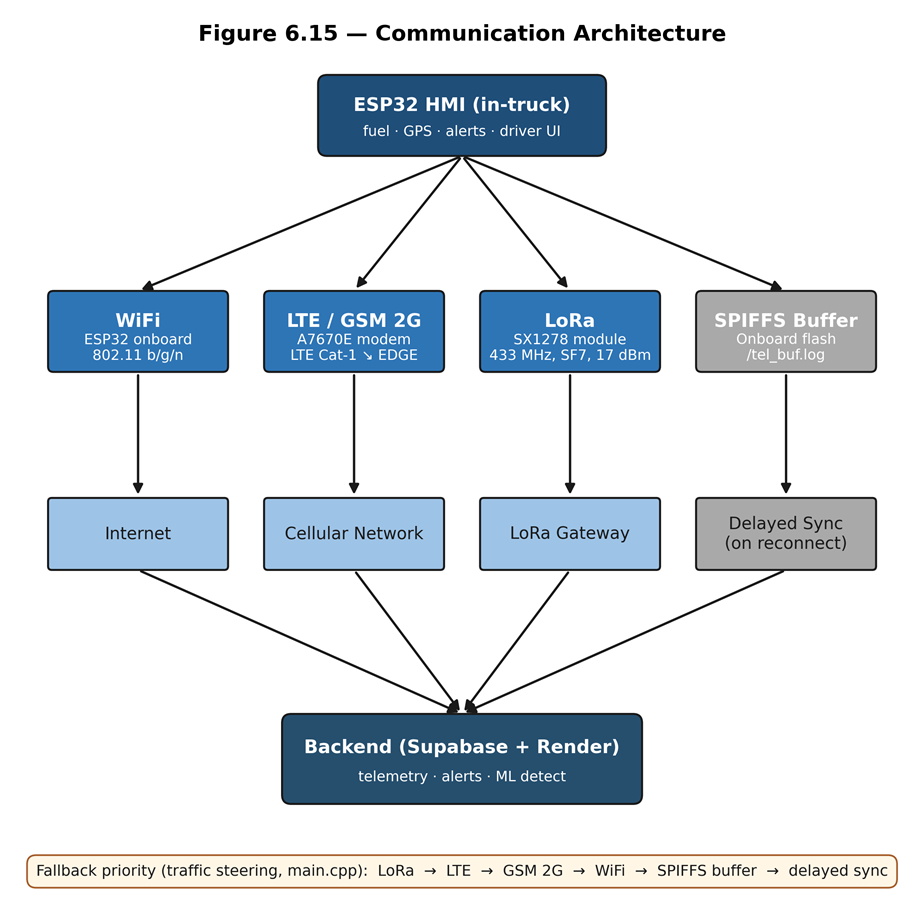 Figure 6.15 — Communication Architecture
ESP32 HMI (in-truck)
fuel · GPS · alerts · driver UI
WiFi
ESP32 onboard
802.11 b/g/n
LTE / GSM 2G
A7670E modem
LTE Cat-1 ↘ EDGE
LoRa
SX1278 module
433 MHz, SF7, 17 dBm
SPIFFS Buffer
Onboard flash
/tel_buf.log
Internet
Cellular Network
LoRa Gateway
Delayed Sync
(on reconnect)
Backend (Supabase + Render)
telemetry · alerts · ML detect
Fallback priority (traffic steering, main.cpp): LoRa → LTE → GSM 2G → WiFi → SPIFFS buffer → delayed sync